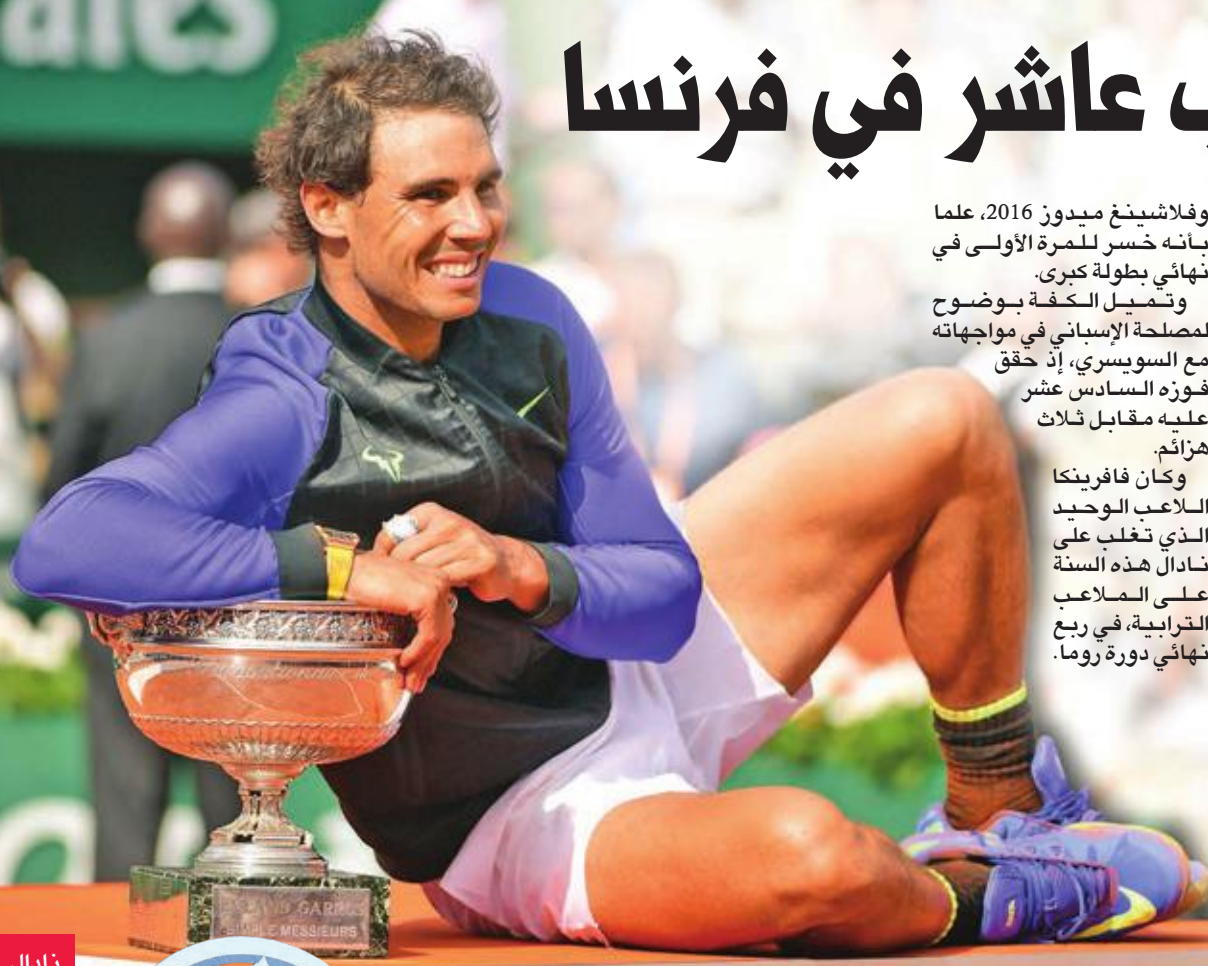 عاشر في فرنسا
وفلاشينغ ميدوز 2016، علما
بأنه خسر للمرة الأولى في
نهائي بطولة كبرى.
وتميل الكفة بوضوح
لمصلحة الإسباني في مواجهاته
مع السويسري، إذ حقق
فوزه السادس عشر
عليه مقابل ثلاث
هزائم.
وكان فافرينكا
اللاعب الوحيد
الذي تغلب على
نادال هذه السنة
على الملاعب
الترابية، في ربع
نهائي دورة روما.
SIMPLE MESSIEURS
نادال